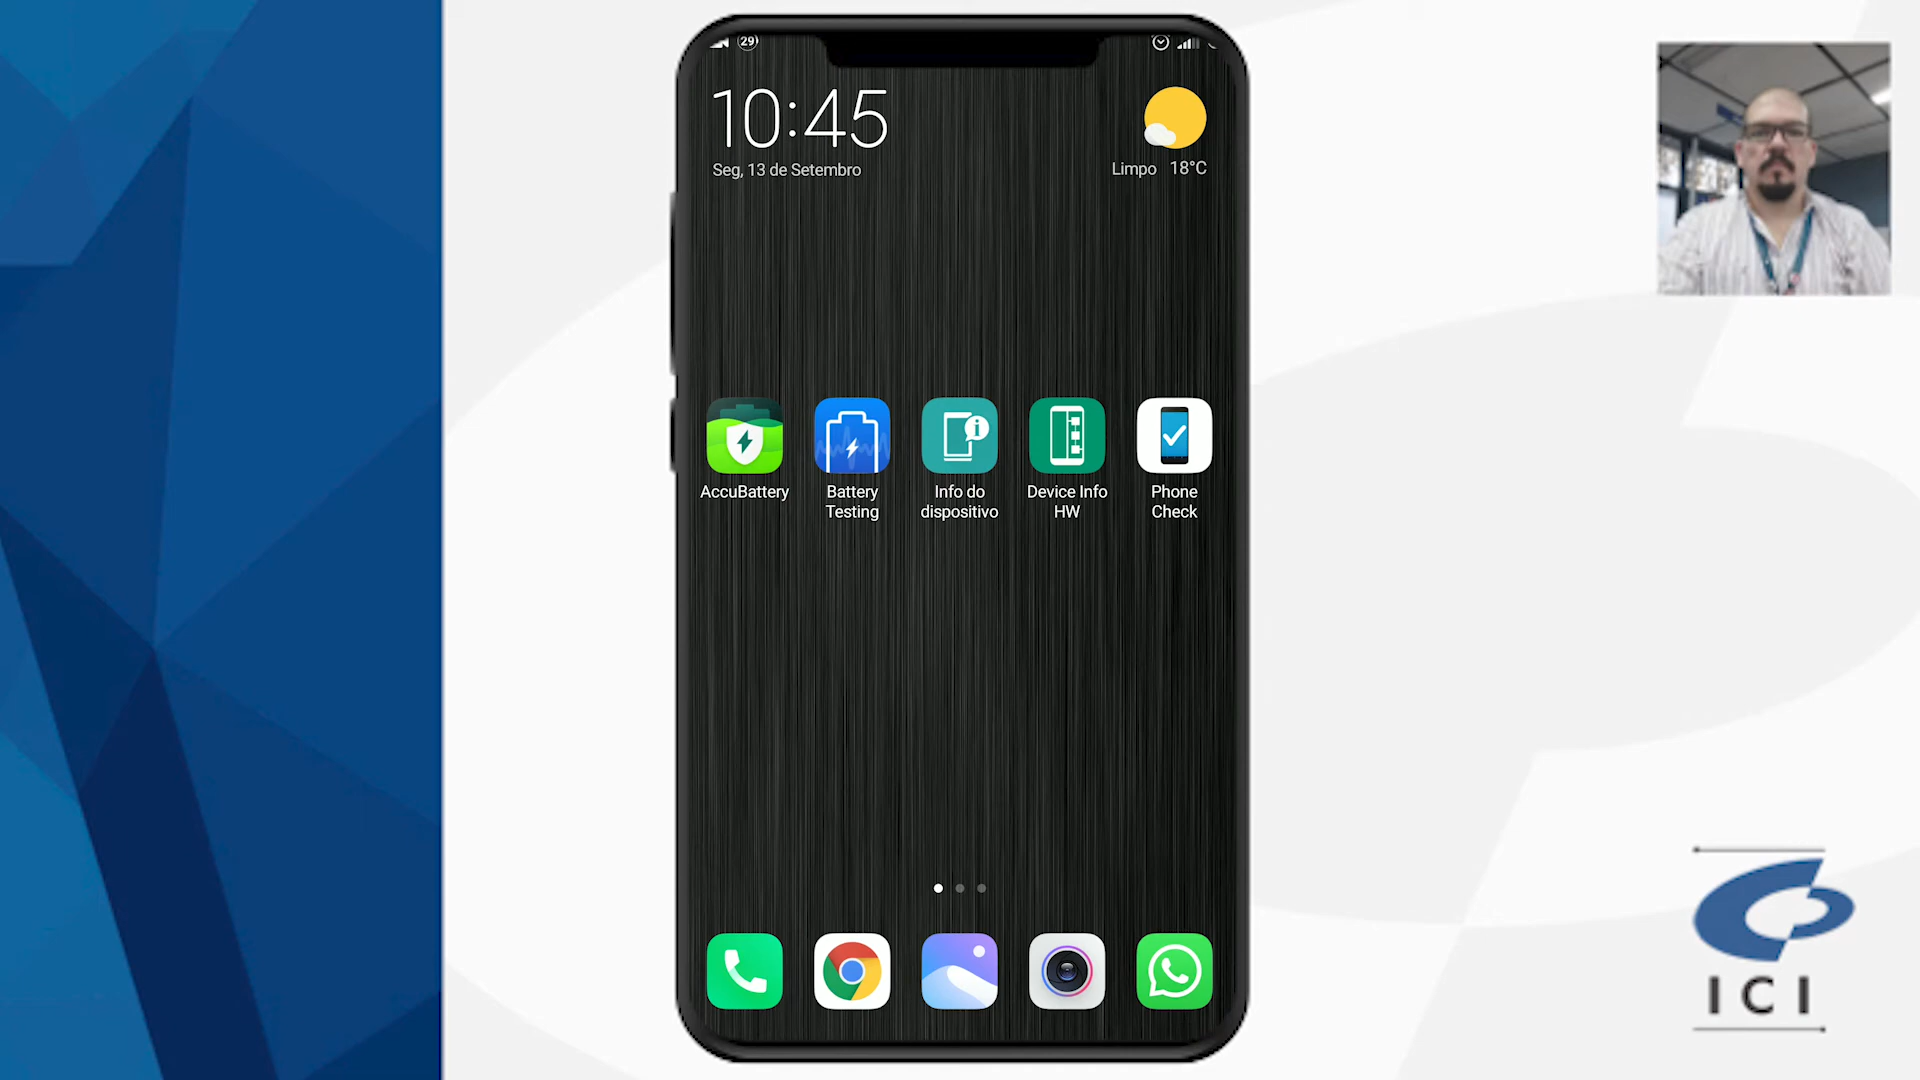 29
10:45
Seg, 13 de Setembro
Limpo 18°C
AccuBattery
Battery Testing
Info do dispositivo
Device Info HW
Phone Check
ICI